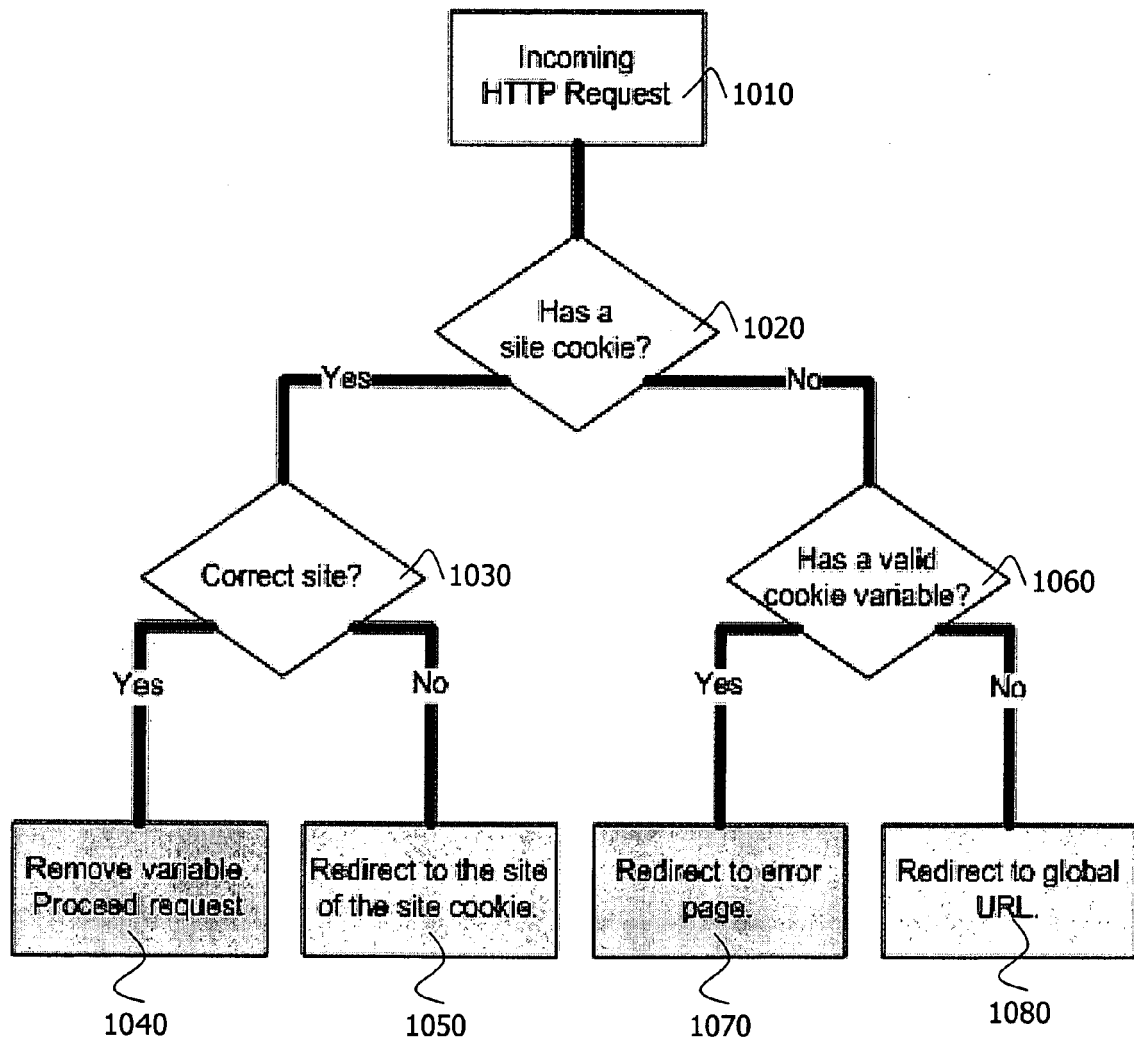 Incoming
HTTP Request
1010
Has a
site cookie?
1020
Yes
No
Correct site?
1030
Has a valid
cookie variable?
1060
Yes
No
Yes
No
Remove variable.
Proceed request
1040
Redirect to the site
of the site cookie.
1050
Redirect to error
page.
1070
Redirect to global
URL.
1080